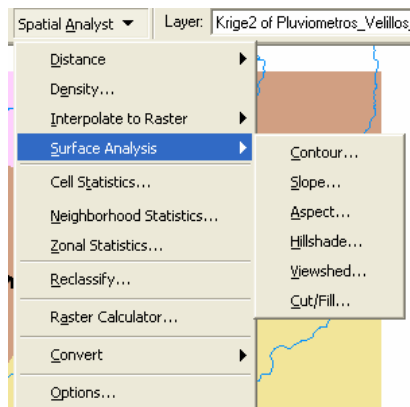 Spatial Analyst Layer: Krige2 of Pluviometros_Velillos_
Distance
Density...
Interpolate to Raster
Surface Analysis
Cell Statistics...
Neighborhood Statistics...
Zonal Statistics...
Reclassify...
Raster Calculator...
Convert
Options...
Contour...
Slope...
Aspect...
Hillshade...
Viewshed...
Cut/Fill...